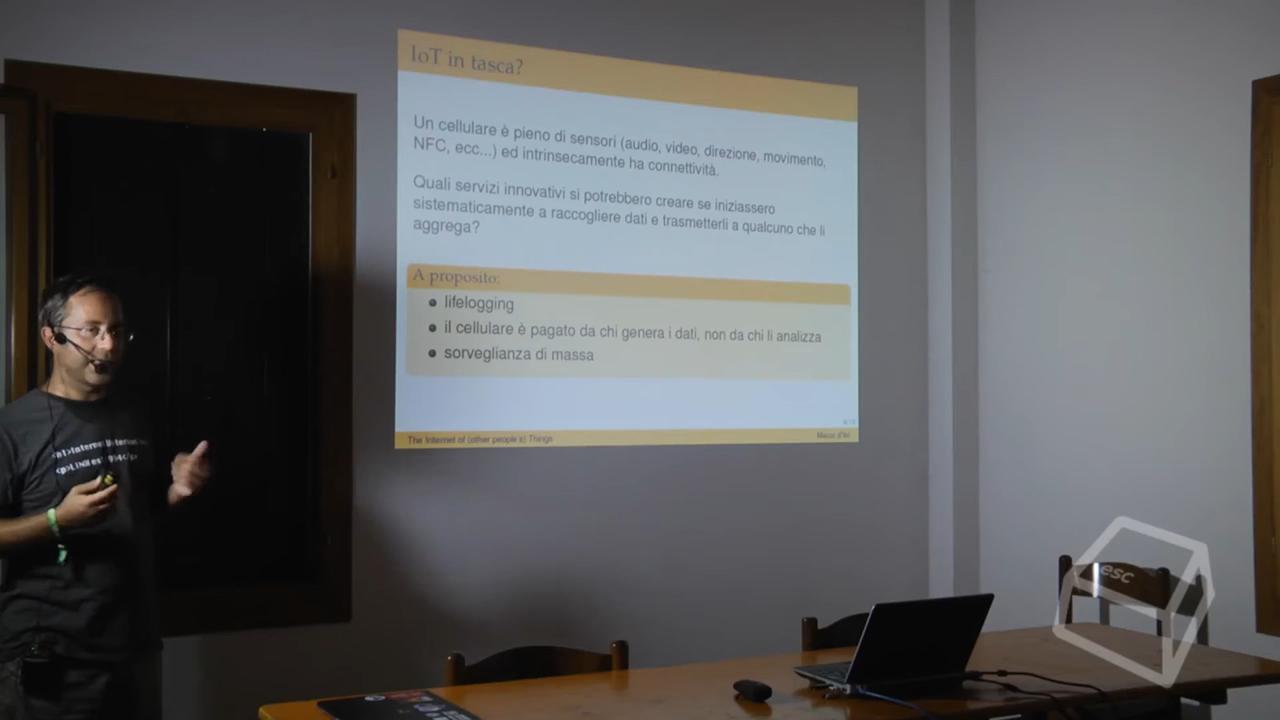 IoT in tasca?
Un cellulare è pieno di sensori (audio, video, direzione, movimento,
NFC, ecc...) ed intrinsecamente ha connettività.
Quali servizi innovativi si potrebbero creare se iniziassero
sistematicamente a raccogliere dati e trasmetterli a qualcuno che li
aggrega?
A proposito:
lifelogging
il cellulare è pagato da chi genera i dati, non da chi li analizza
sorveglianza di massa
The Internet of (other people's) Things
Marco d'Itri
esc